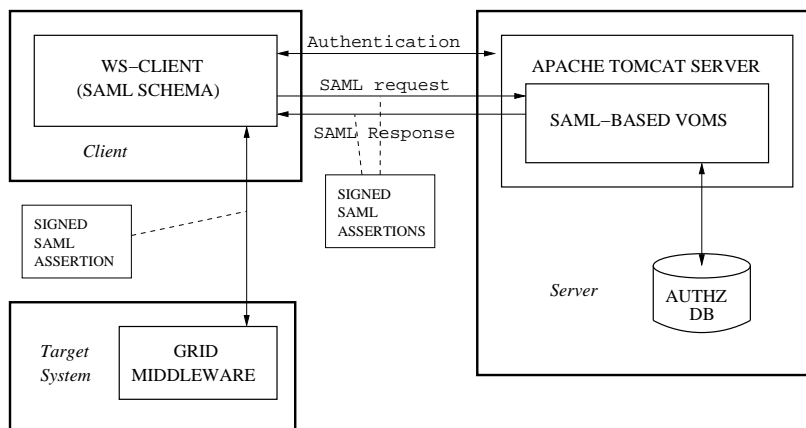 WS−CLIENT
(SAML SCHEMA)
Client
Authentication
SAML request
SAML Response
APACHE TOMCAT SERVER
SAML−BASED VOMS
SIGNED
SAML
ASSERTION
SIGNED
SAML
ASSERTIONS
Server
AUTHZ
DB
Target
System
GRID
MIDDLEWARE